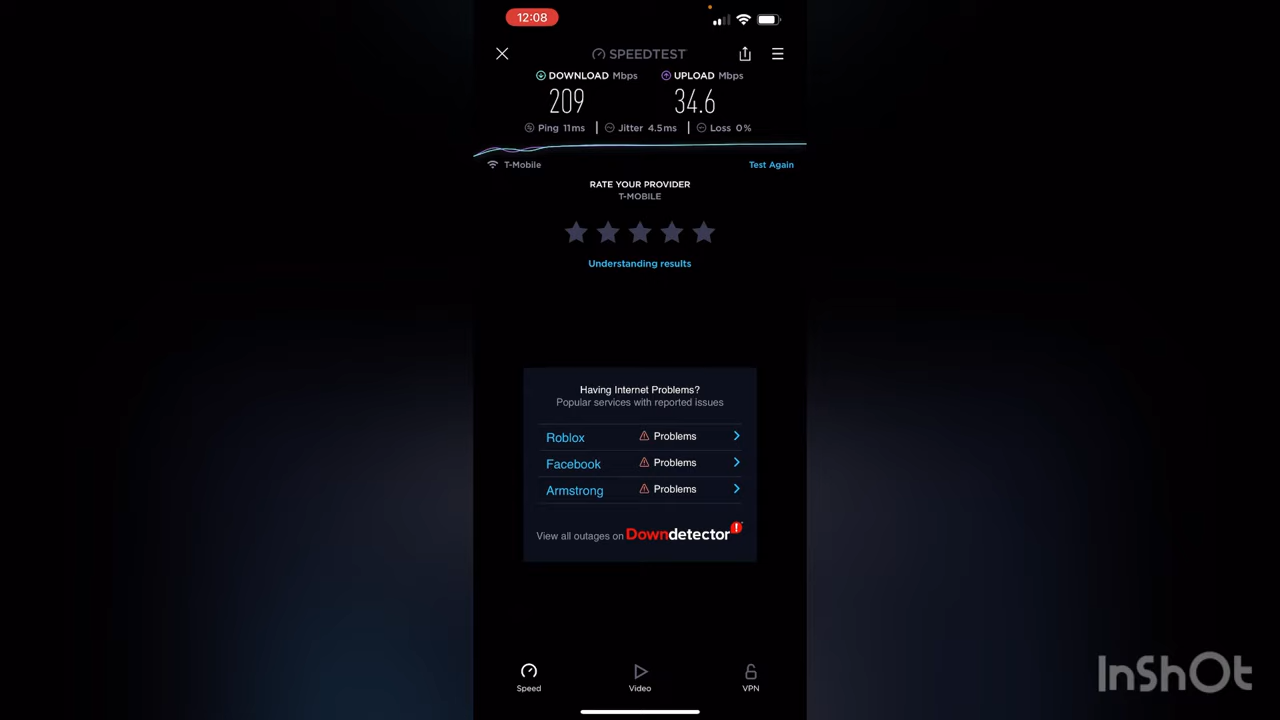 12:08
SPEEDTEST
DOWNLOAD Mbps
UPLOAD Mbps
209
34.6
Ping 11ms
Jitter 4.5ms
Loss 0%
T-Mobile
Test Again
RATE YOUR PROVIDER
T-MOBILE
Understanding results
Having Internet Problems?
Popular services with reported issues
Roblox Problems
Facebook Problems
Armstrong Problems
View all outages on Downdetector!
Speed
Video
VPN
InShOt